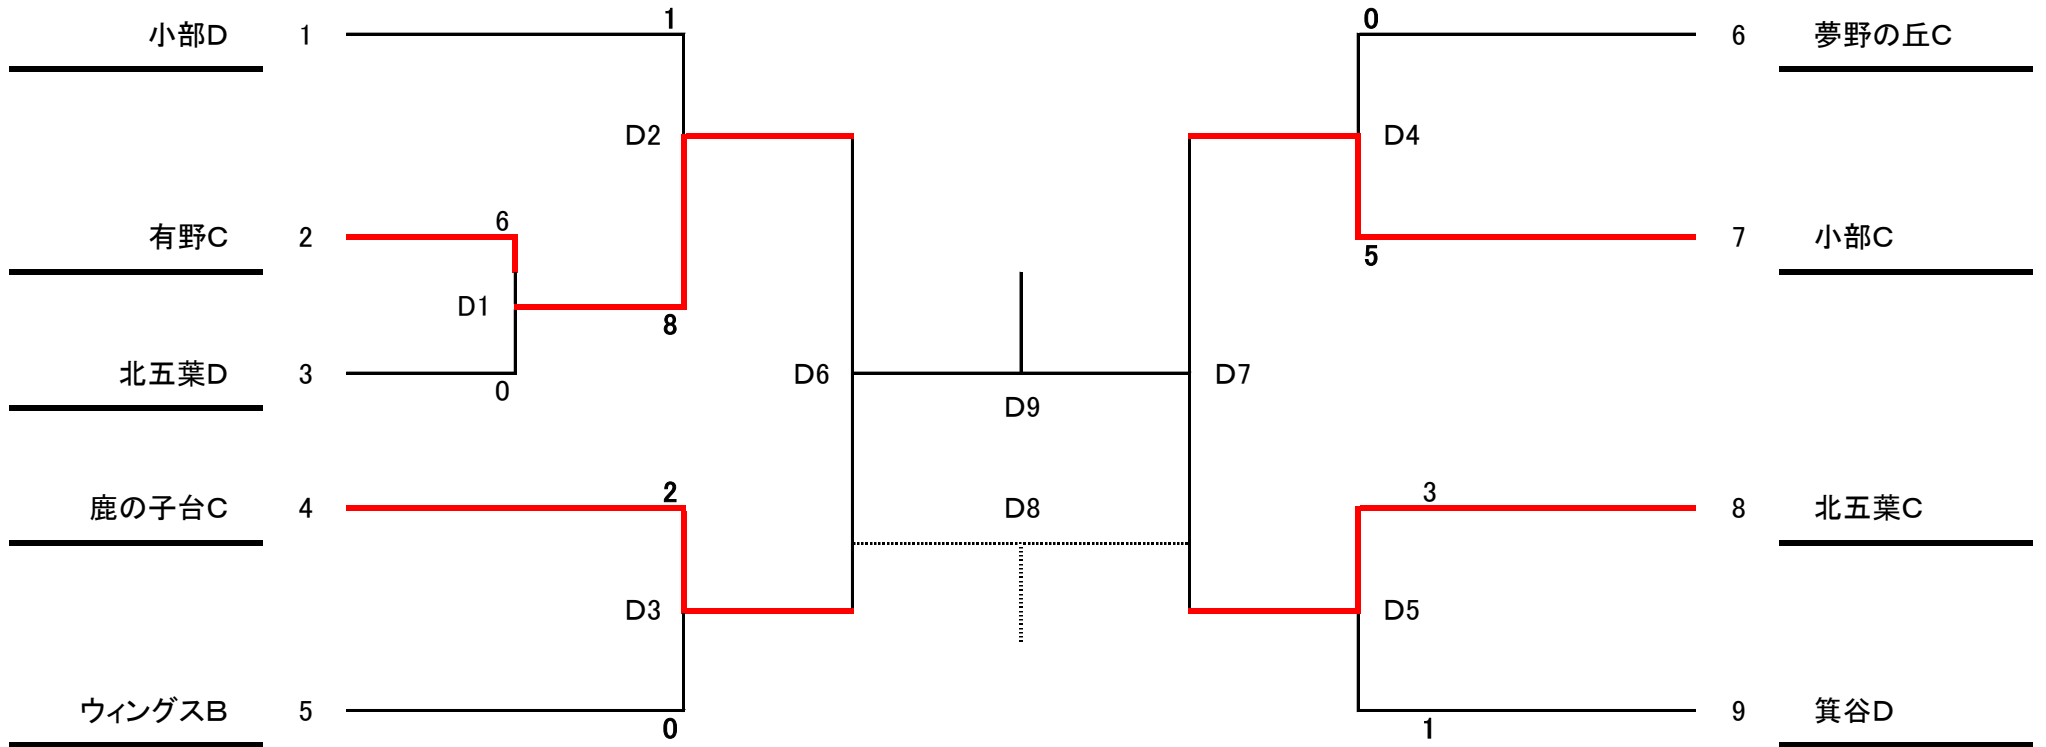 小部D 1 1 0 6 夢野の丘C
D2 D4
有野C 2 6 7 小部C
5
D1 8
北五葉D 3 0 D6 D7
D9
鹿の子台C 4 2 D8 3 8 北五葉C
D3 D5
ウィングスB 5 0 1 9 箕谷D